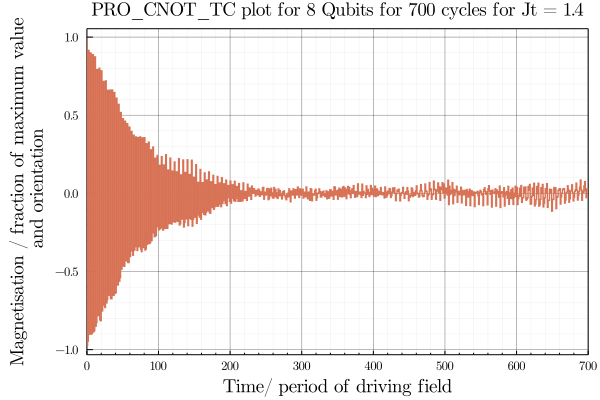 PRO_CNOT_TC plot for 8 Qubits for 700 cycles for Jt = 1.4
Magnetisation / fraction of maximum value
and orientation
1.0
0.5
0.0
−0.5
−1.0
0 100 200 300 400 500 600 700
Time/ period of driving field